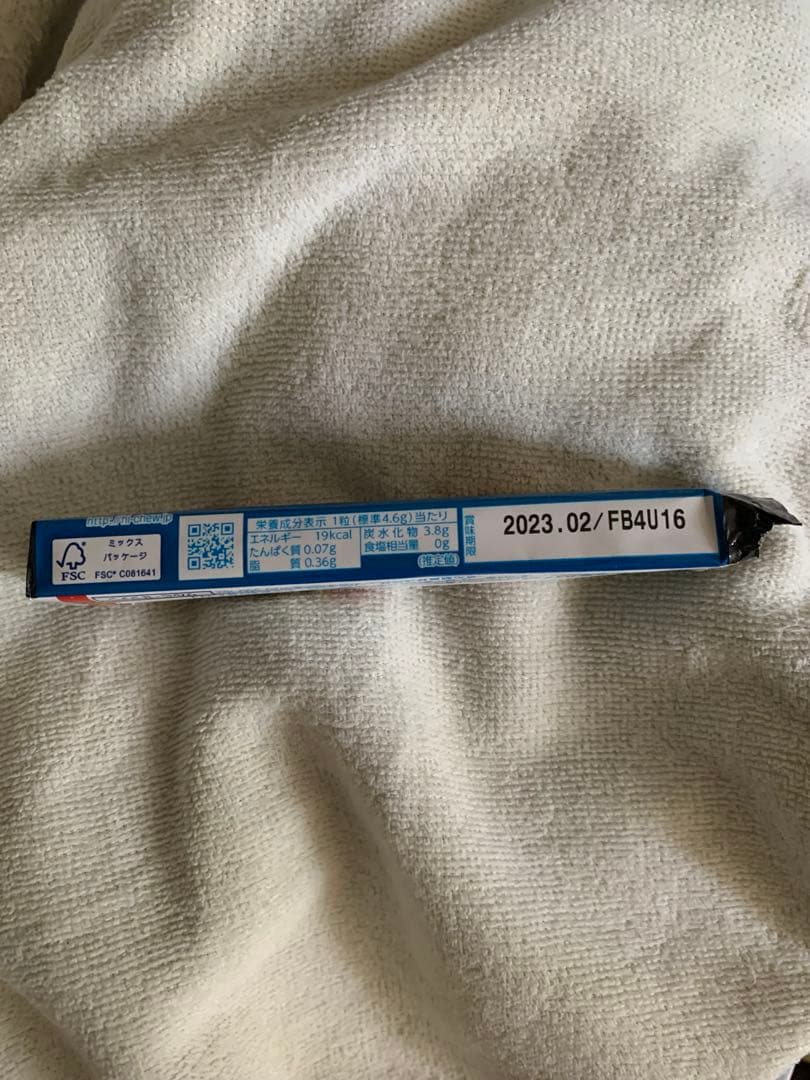 http://hi-chew.jp
FSC
ミックス
パッケージ
FSC® C081641
栄養成分表示 1粒(標準4.6g)当たり
エネルギー 19kcal
たんぱく質 0.07g
脂 質 0.36g
炭水化物 3.8g
食塩相当量 0g
(推定値)
賞味期限
2023.02/FB4U16